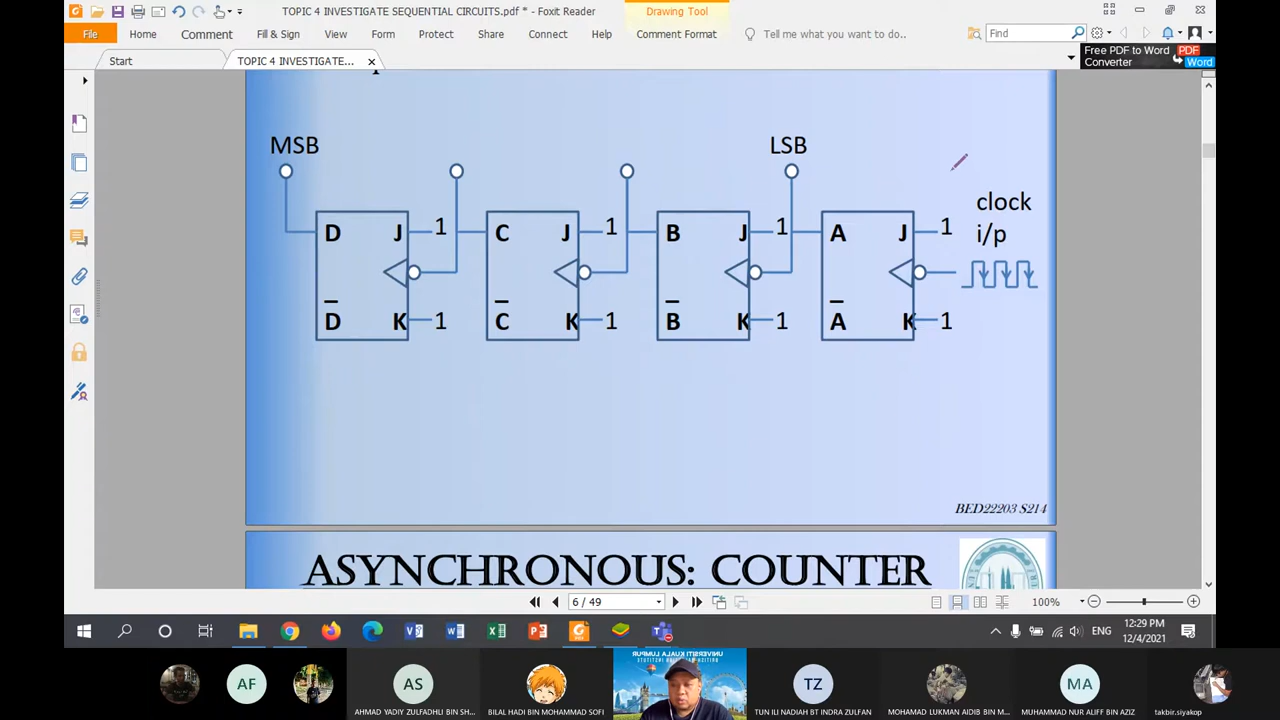 TOPIC 4 INVESTIGATE SEQUENTIAL CIRCUITS.pdf * - Foxit Reader
Drawing Tool
File Home Comment Fill & Sign View Form Protect Share Connect Help Comment Format Tell me what you want to do.. Find
Start TOPIC 4 INVESTIGATE... Free PDF to Word Converter PDF Word
MSB LSB
clock
i/p
D J 1 C J 1 B J 1 A J 1
D K 1 C K 1 B K 1 A K 1
BED22203 S214
ASYNCHRONOUS: COUNTER
6 / 49 100%
ENG 12:29 PM
12/4/2021
AF AS TZ MA
UNIVERSITI KUALA LUMPUR
AHMAD YADIY ZULFADHLI BIN SH... BILAL HADI BIN MOHAMMAD SOFI TUN ILI NADIAH BT INDRA ZULFAN MOHAMAD LUKMAN AIDIB BIN M... MUHAMMAD NUR ALIFF BIN AZIZ takbir.siyakop